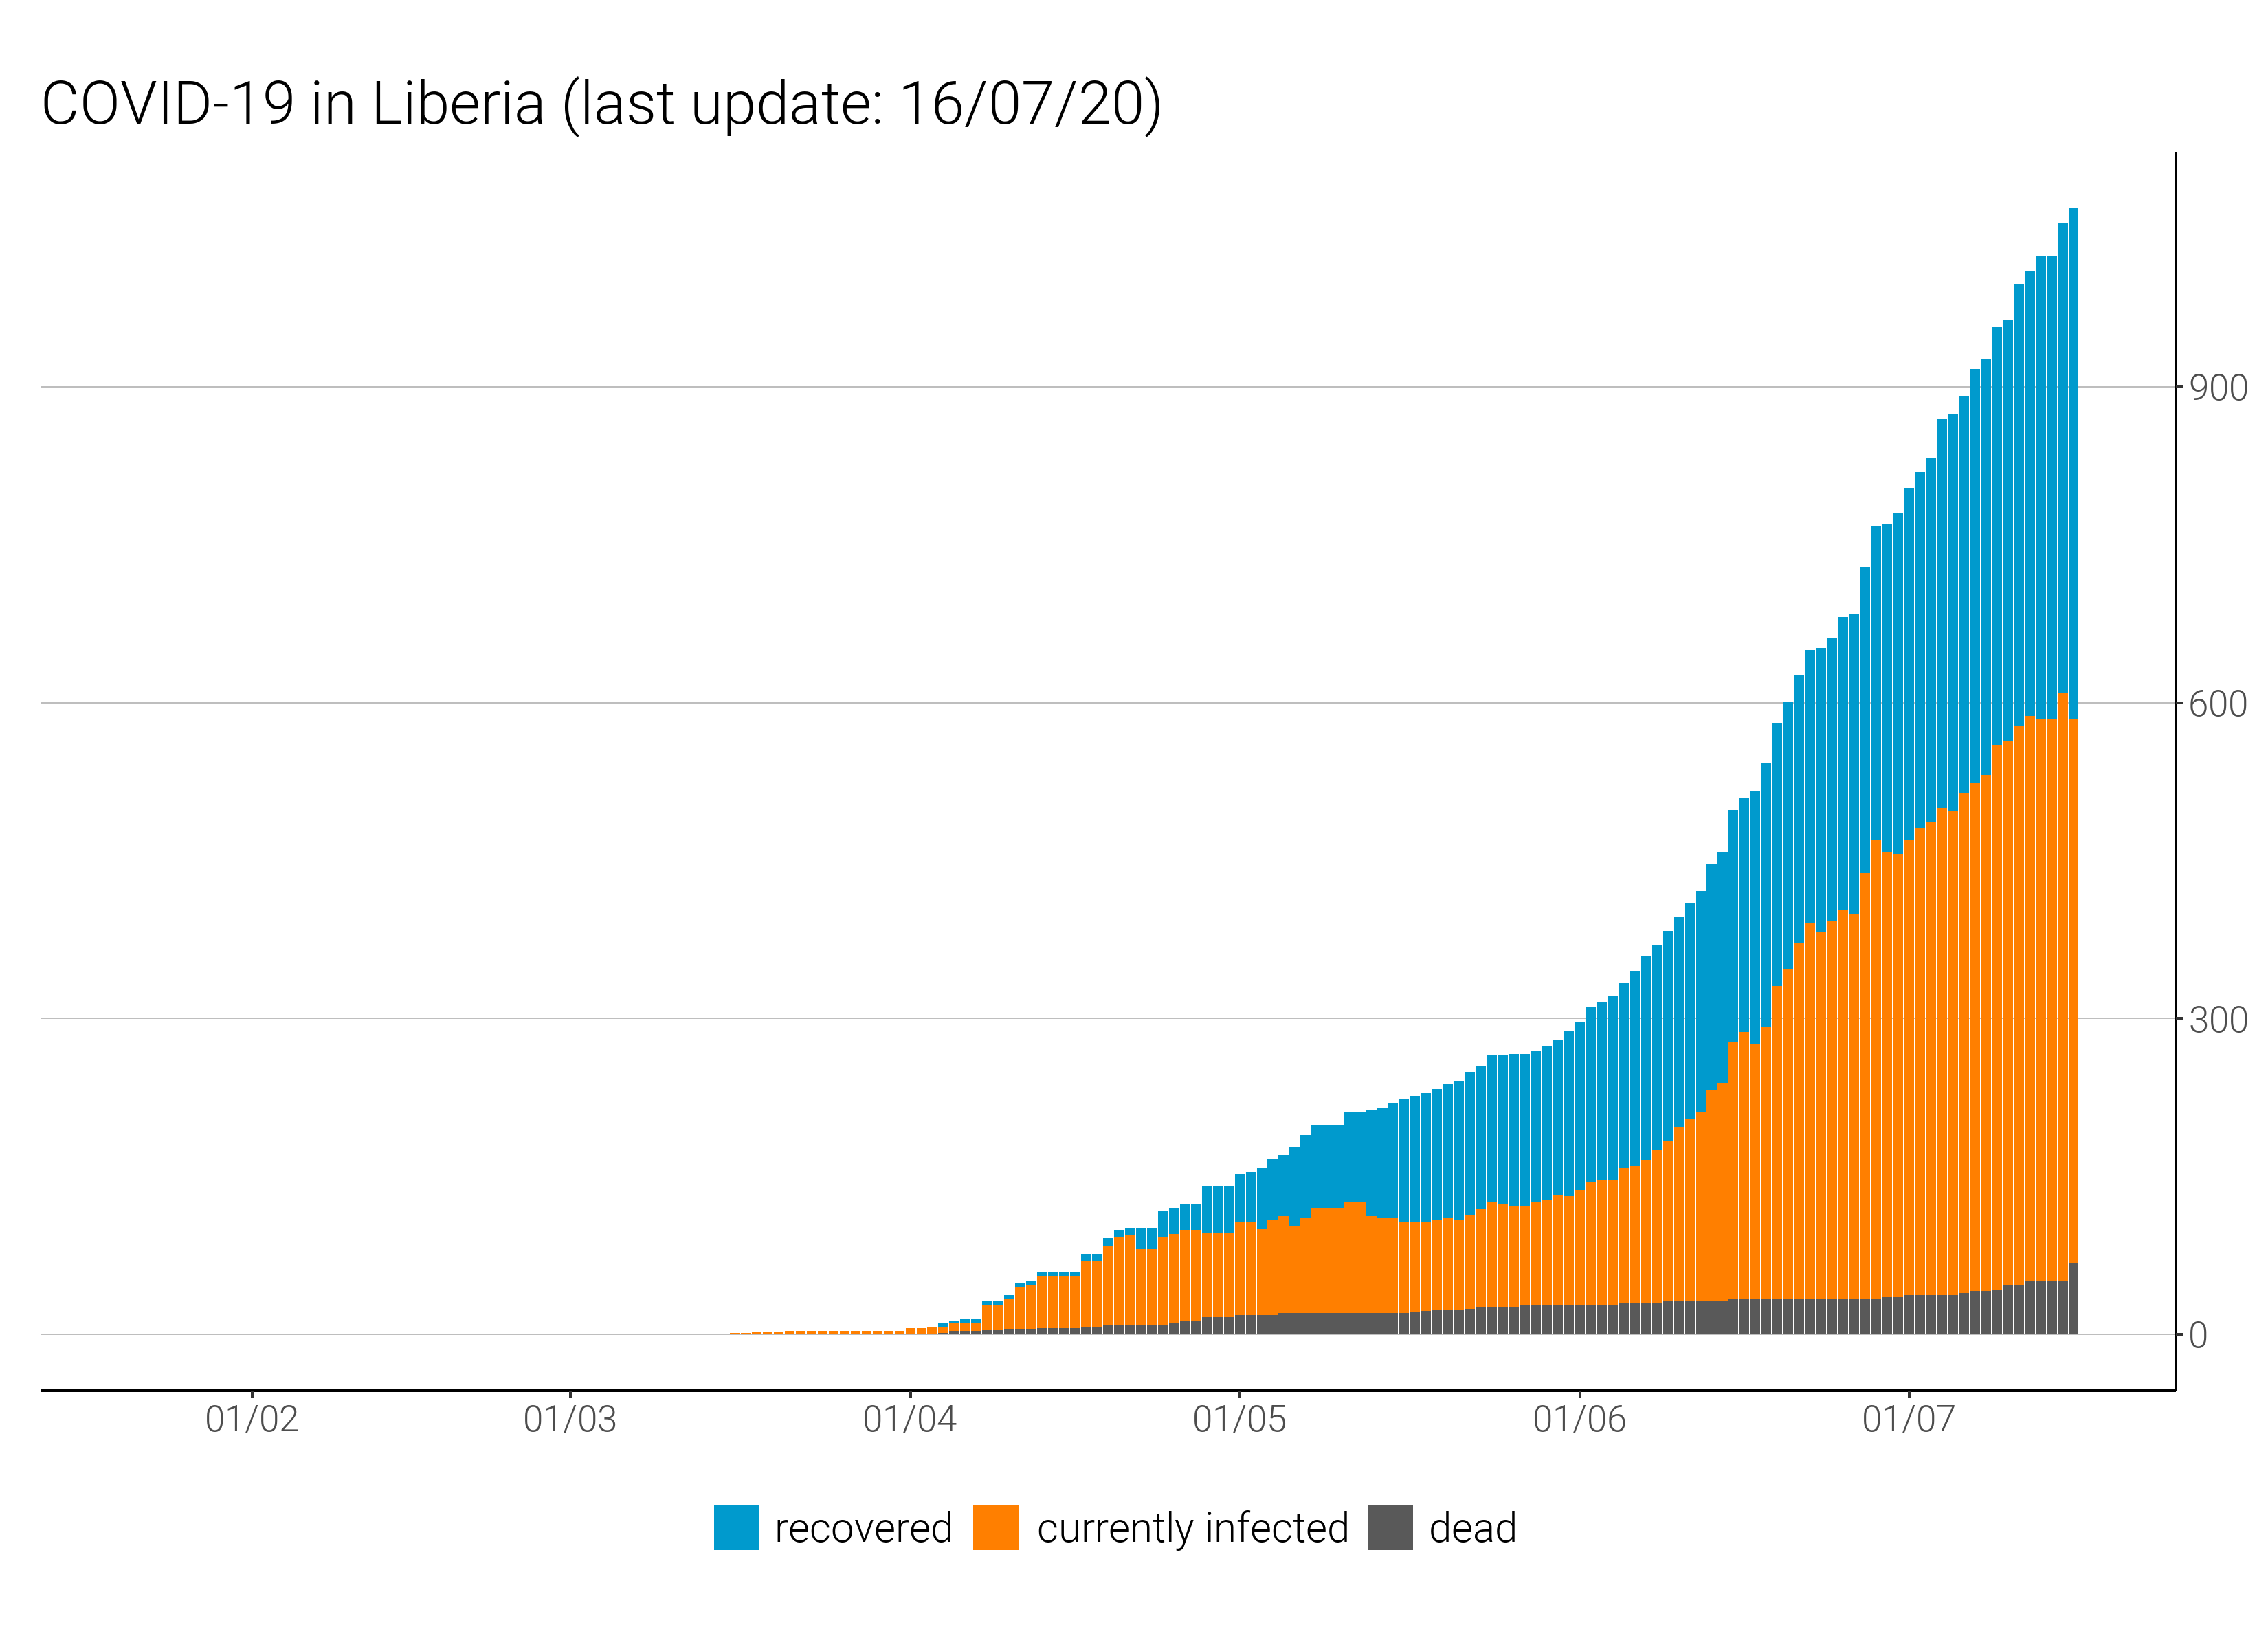 COVID-19 in Liberia (last update: 16/07/20)
900
600
300
0
01/02 01/03 01/04 01/05 01/06 01/07
recovered currently infected dead